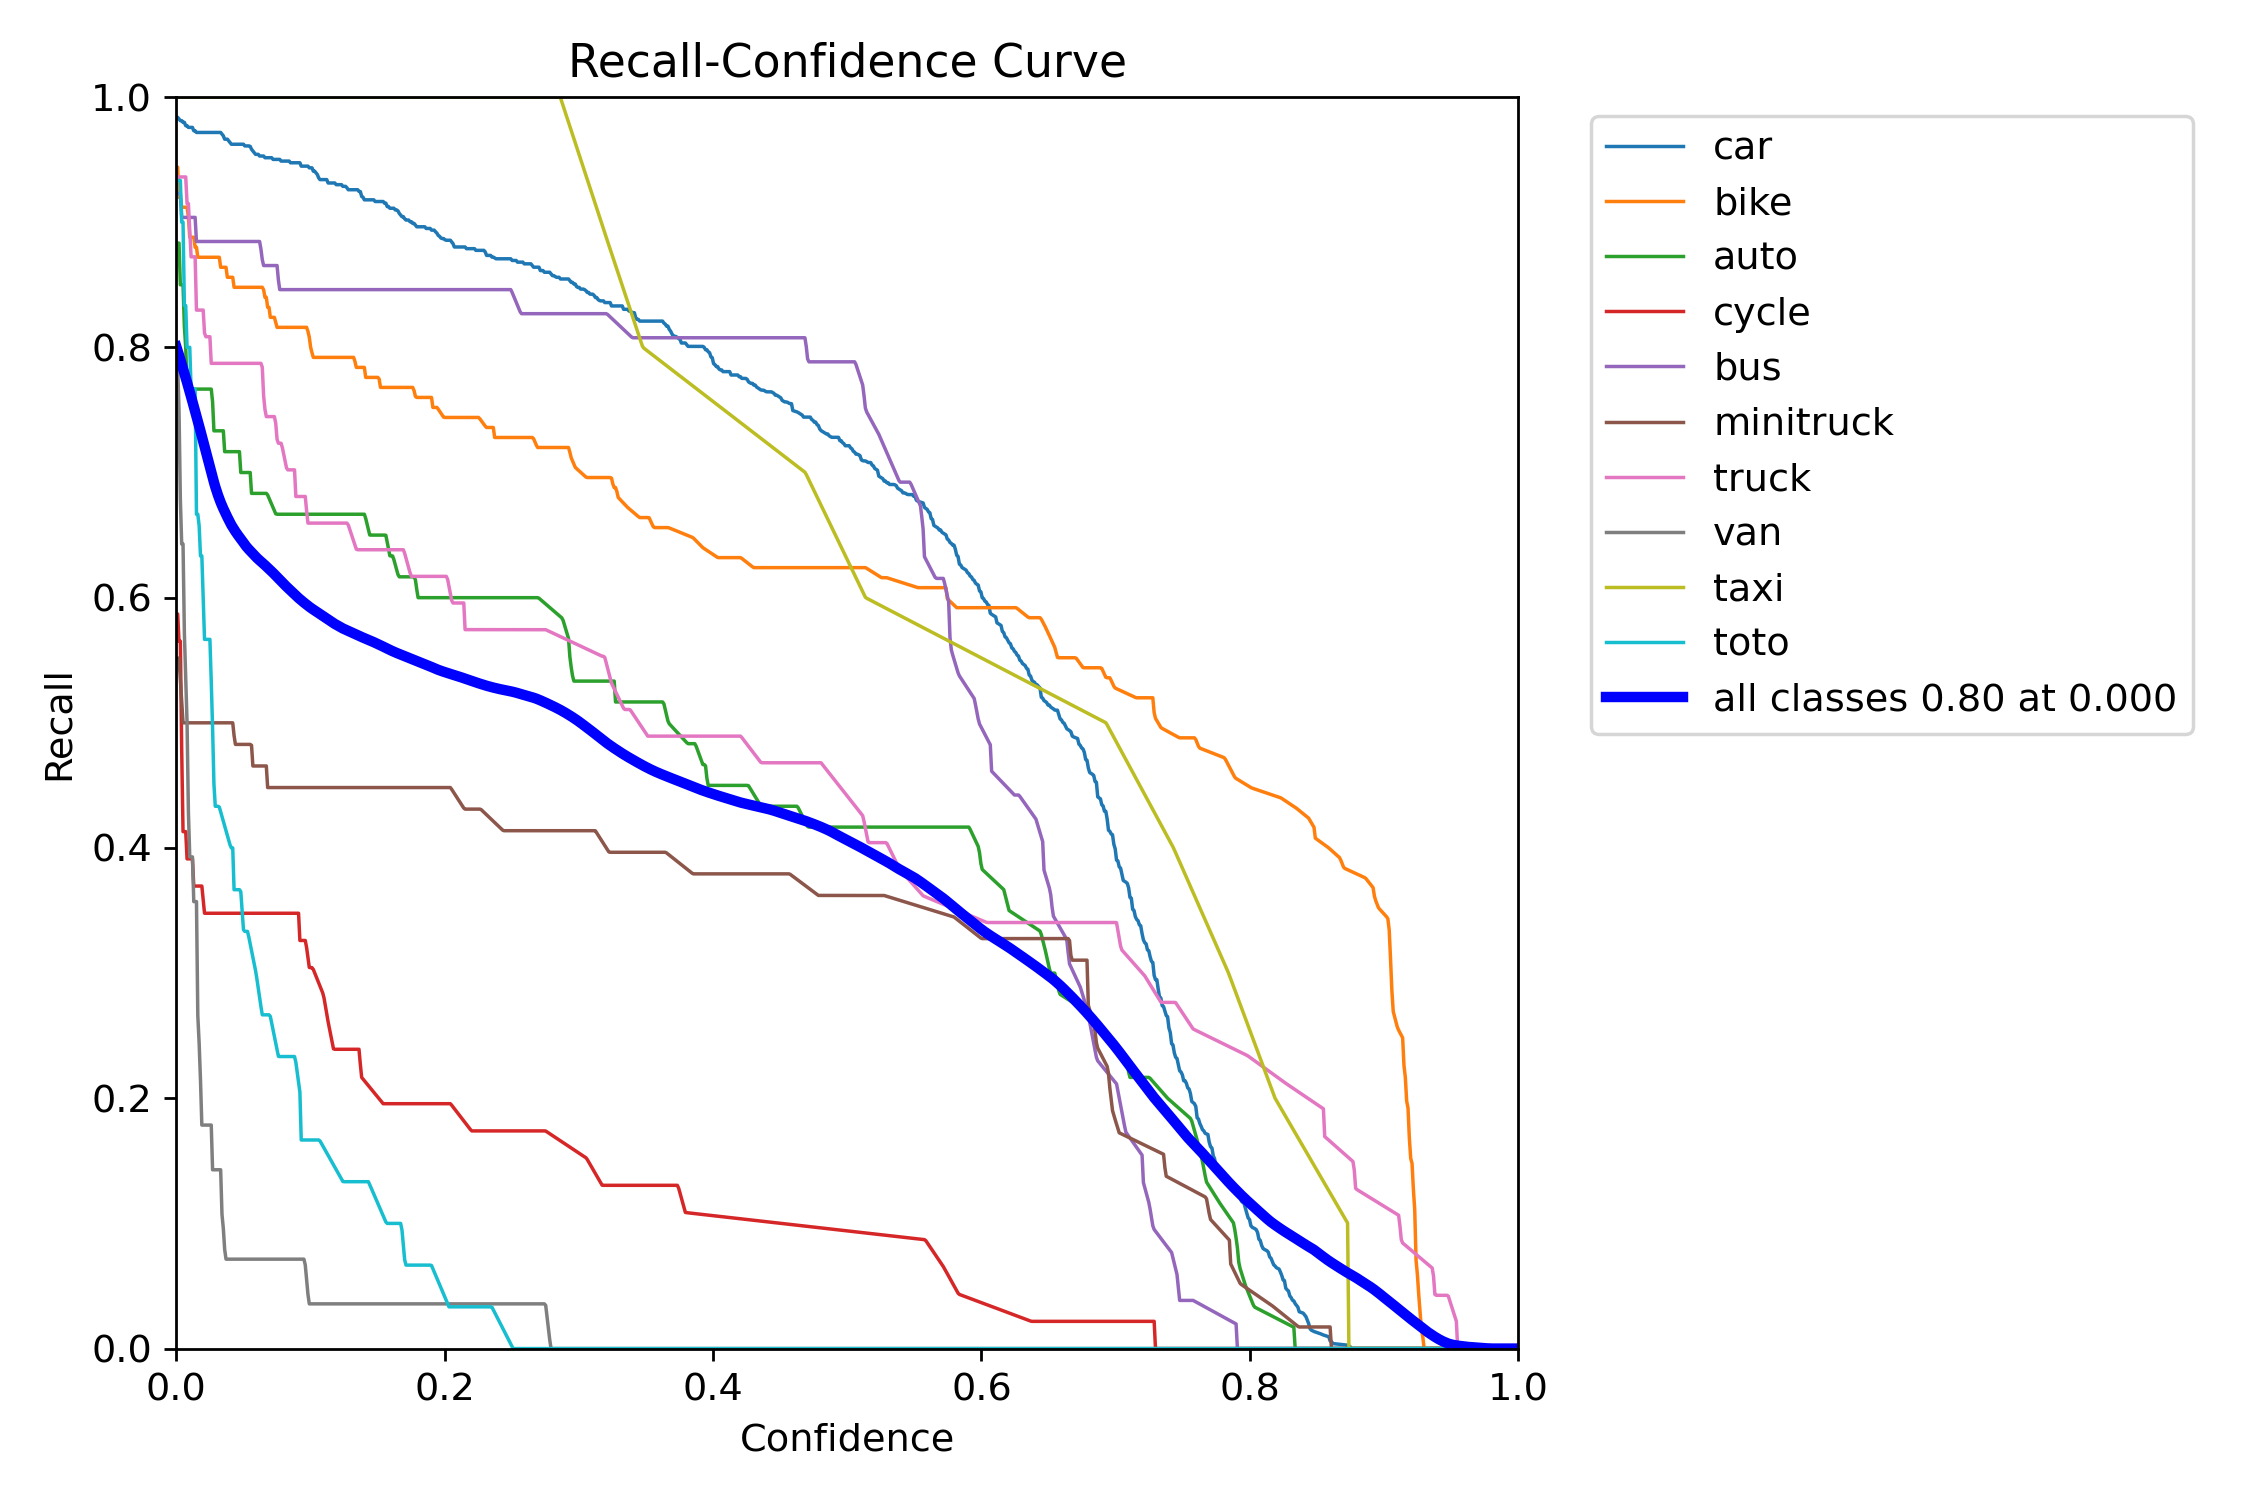 Recall-Confidence Curve
1.0
0.8
0.6
0.4
0.2
0.0
Recall
0.0 0.2 0.4 0.6 0.8 1.0
Confidence
car
bike
auto
cycle
bus
minitruck
truck
van
taxi
toto
all classes 0.80 at 0.000